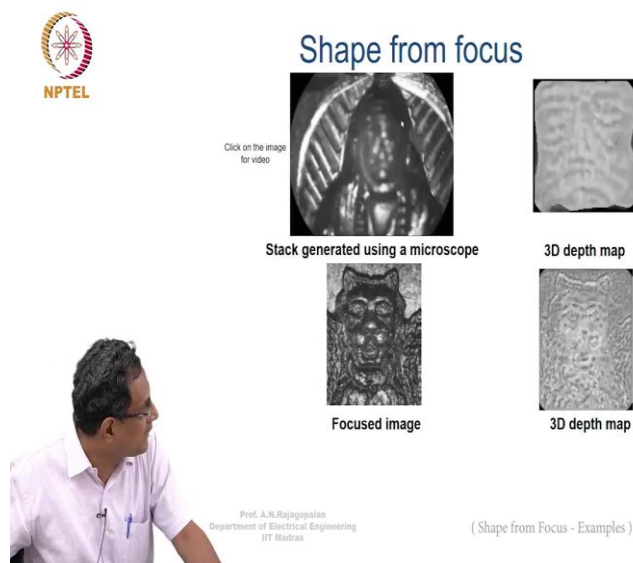 NPTEL
Shape from focus
Click on the image
for video
Stack generated using a microscope
3D depth map
Focused image
3D depth map
Prof. A.N.Rajagopalan
Department of Electrical Engineering
IIT Madras
( Shape from Focus - Examples )